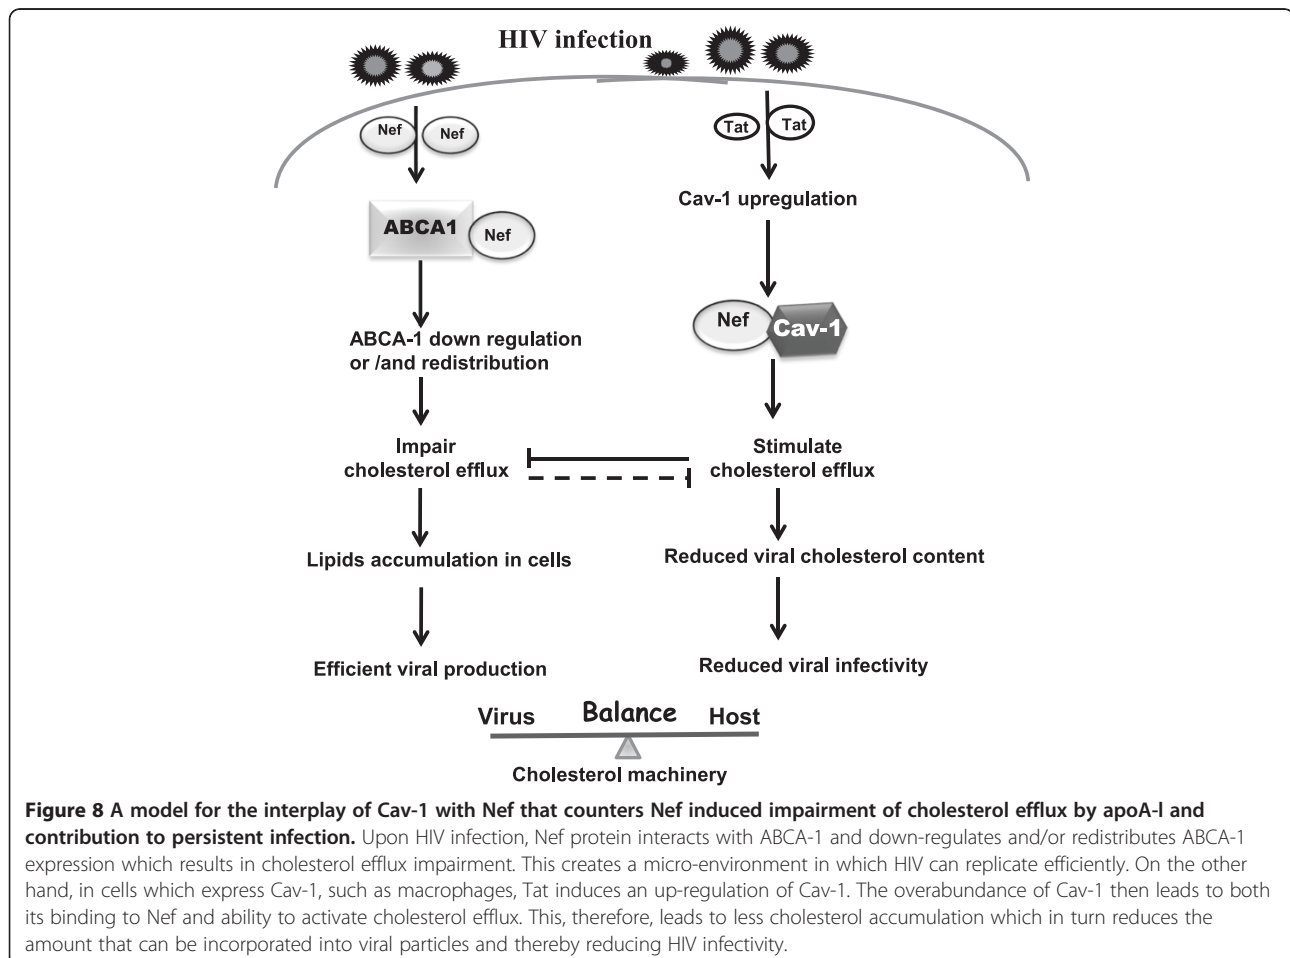 HIV infection
Nef
Nef
Tat
Tat
Cav-1 upregulation
ABCA1
Nef
Nef
Cav-1
ABCA-1 down regulation
or /and redistribution
Impair
cholesterol efflux
Stimulate
cholesterol efflux
Lipids accumulation in cells
Reduced viral cholesterol content
Efficient viral production
Reduced viral infectivity
Virus Balance Host
Cholesterol machinery
Figure 8 A model for the interplay of Cav-1 with Nef that counters Nef induced impairment of cholesterol efflux by apoA-l and
contribution to persistent infection. Upon HIV infection, Nef protein interacts with ABCA-1 and down-regulates and/or redistributes ABCA-1
expression which results in cholesterol efflux impairment. This creates a micro-environment in which HIV can replicate efficiently. On the other
hand, in cells which express Cav-1, such as macrophages, Tat induces an up-regulation of Cav-1. The overabundance of Cav-1 then leads to both
its binding to Nef and ability to activate cholesterol efflux. This, therefore, leads to less cholesterol accumulation which in turn reduces the
amount that can be incorporated into viral particles and thereby reducing HIV infectivity.